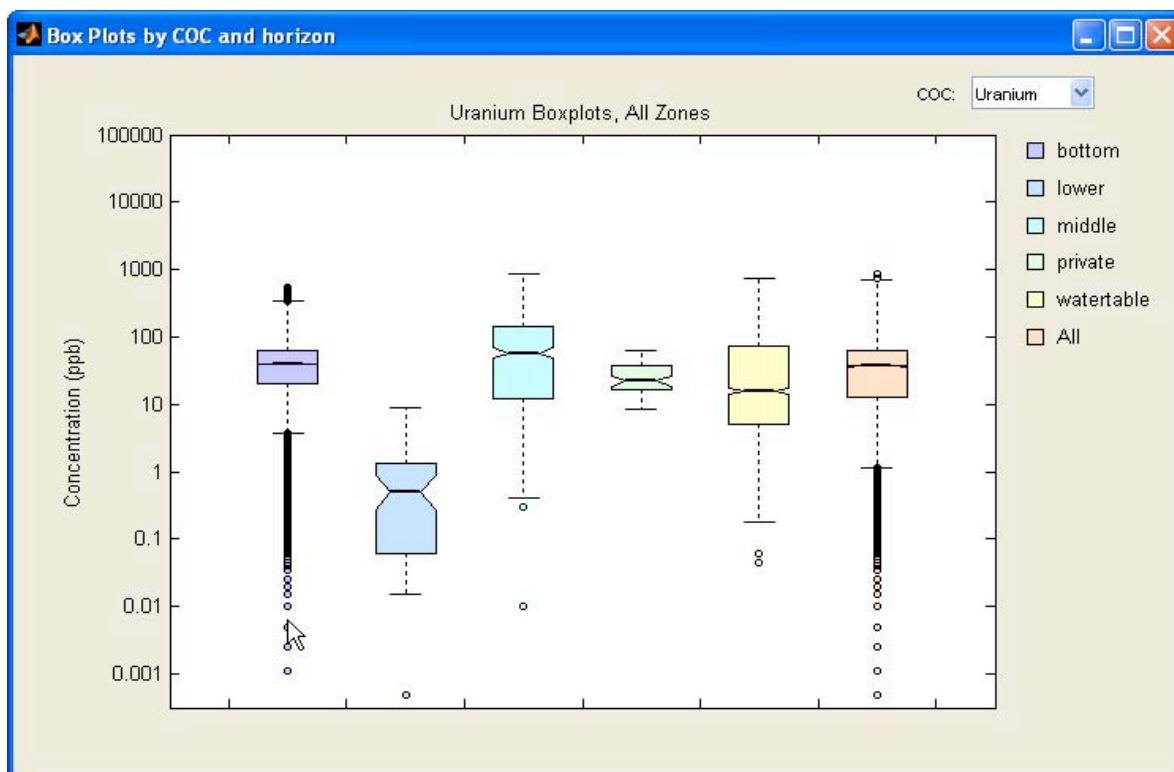 Box Plots by COC and horizon
COC: Uranium
Uranium Boxplots, All Zones
100000
10000
1000
100
10
1
0.1
0.01
0.001
Concentration (ppb)
bottom
lower
middle
private
watertable
All